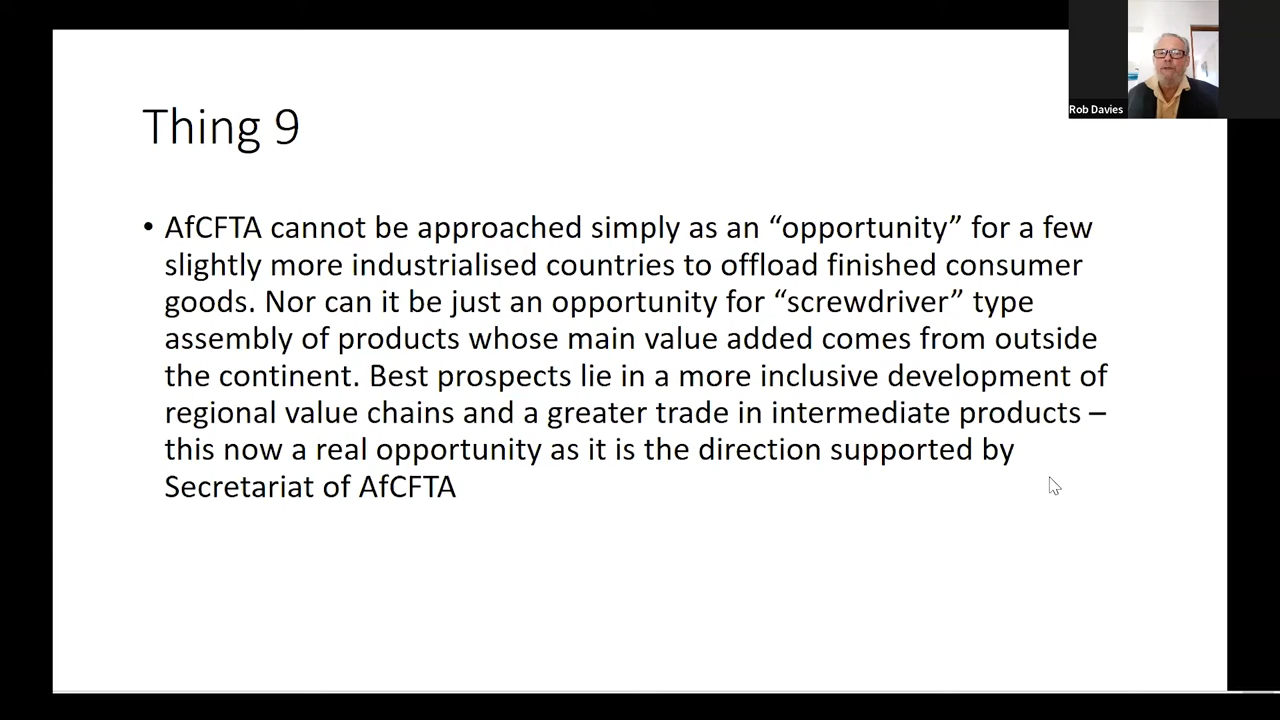 Rob Davies
Thing 9
• AfCFTA cannot be approached simply as an “opportunity” for a few
slightly more industrialised countries to offload finished consumer
goods. Nor can it be just an opportunity for “screwdriver” type
assembly of products whose main value added comes from outside
the continent. Best prospects lie in a more inclusive development of
regional value chains and a greater trade in intermediate products –
this now a real opportunity as it is the direction supported by
Secretariat of AfCFTA